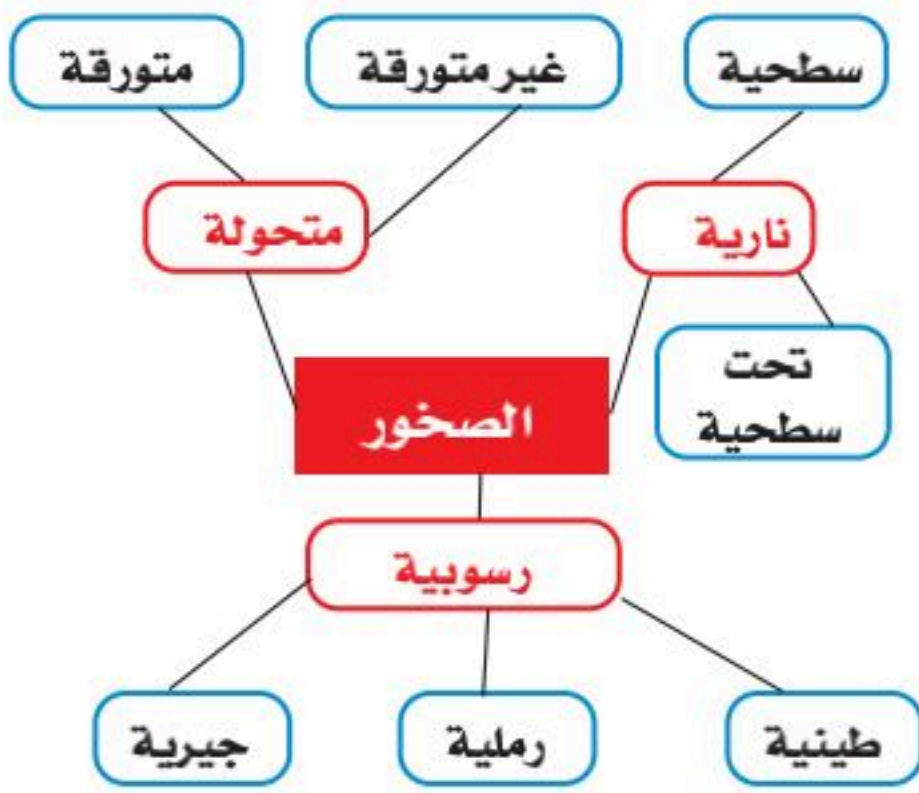 سطحية
غير متورقة
متورقة
نارية
متحولة
تحت
سطحية
الصخور
رسوبية
طينية
رملية
جيرية